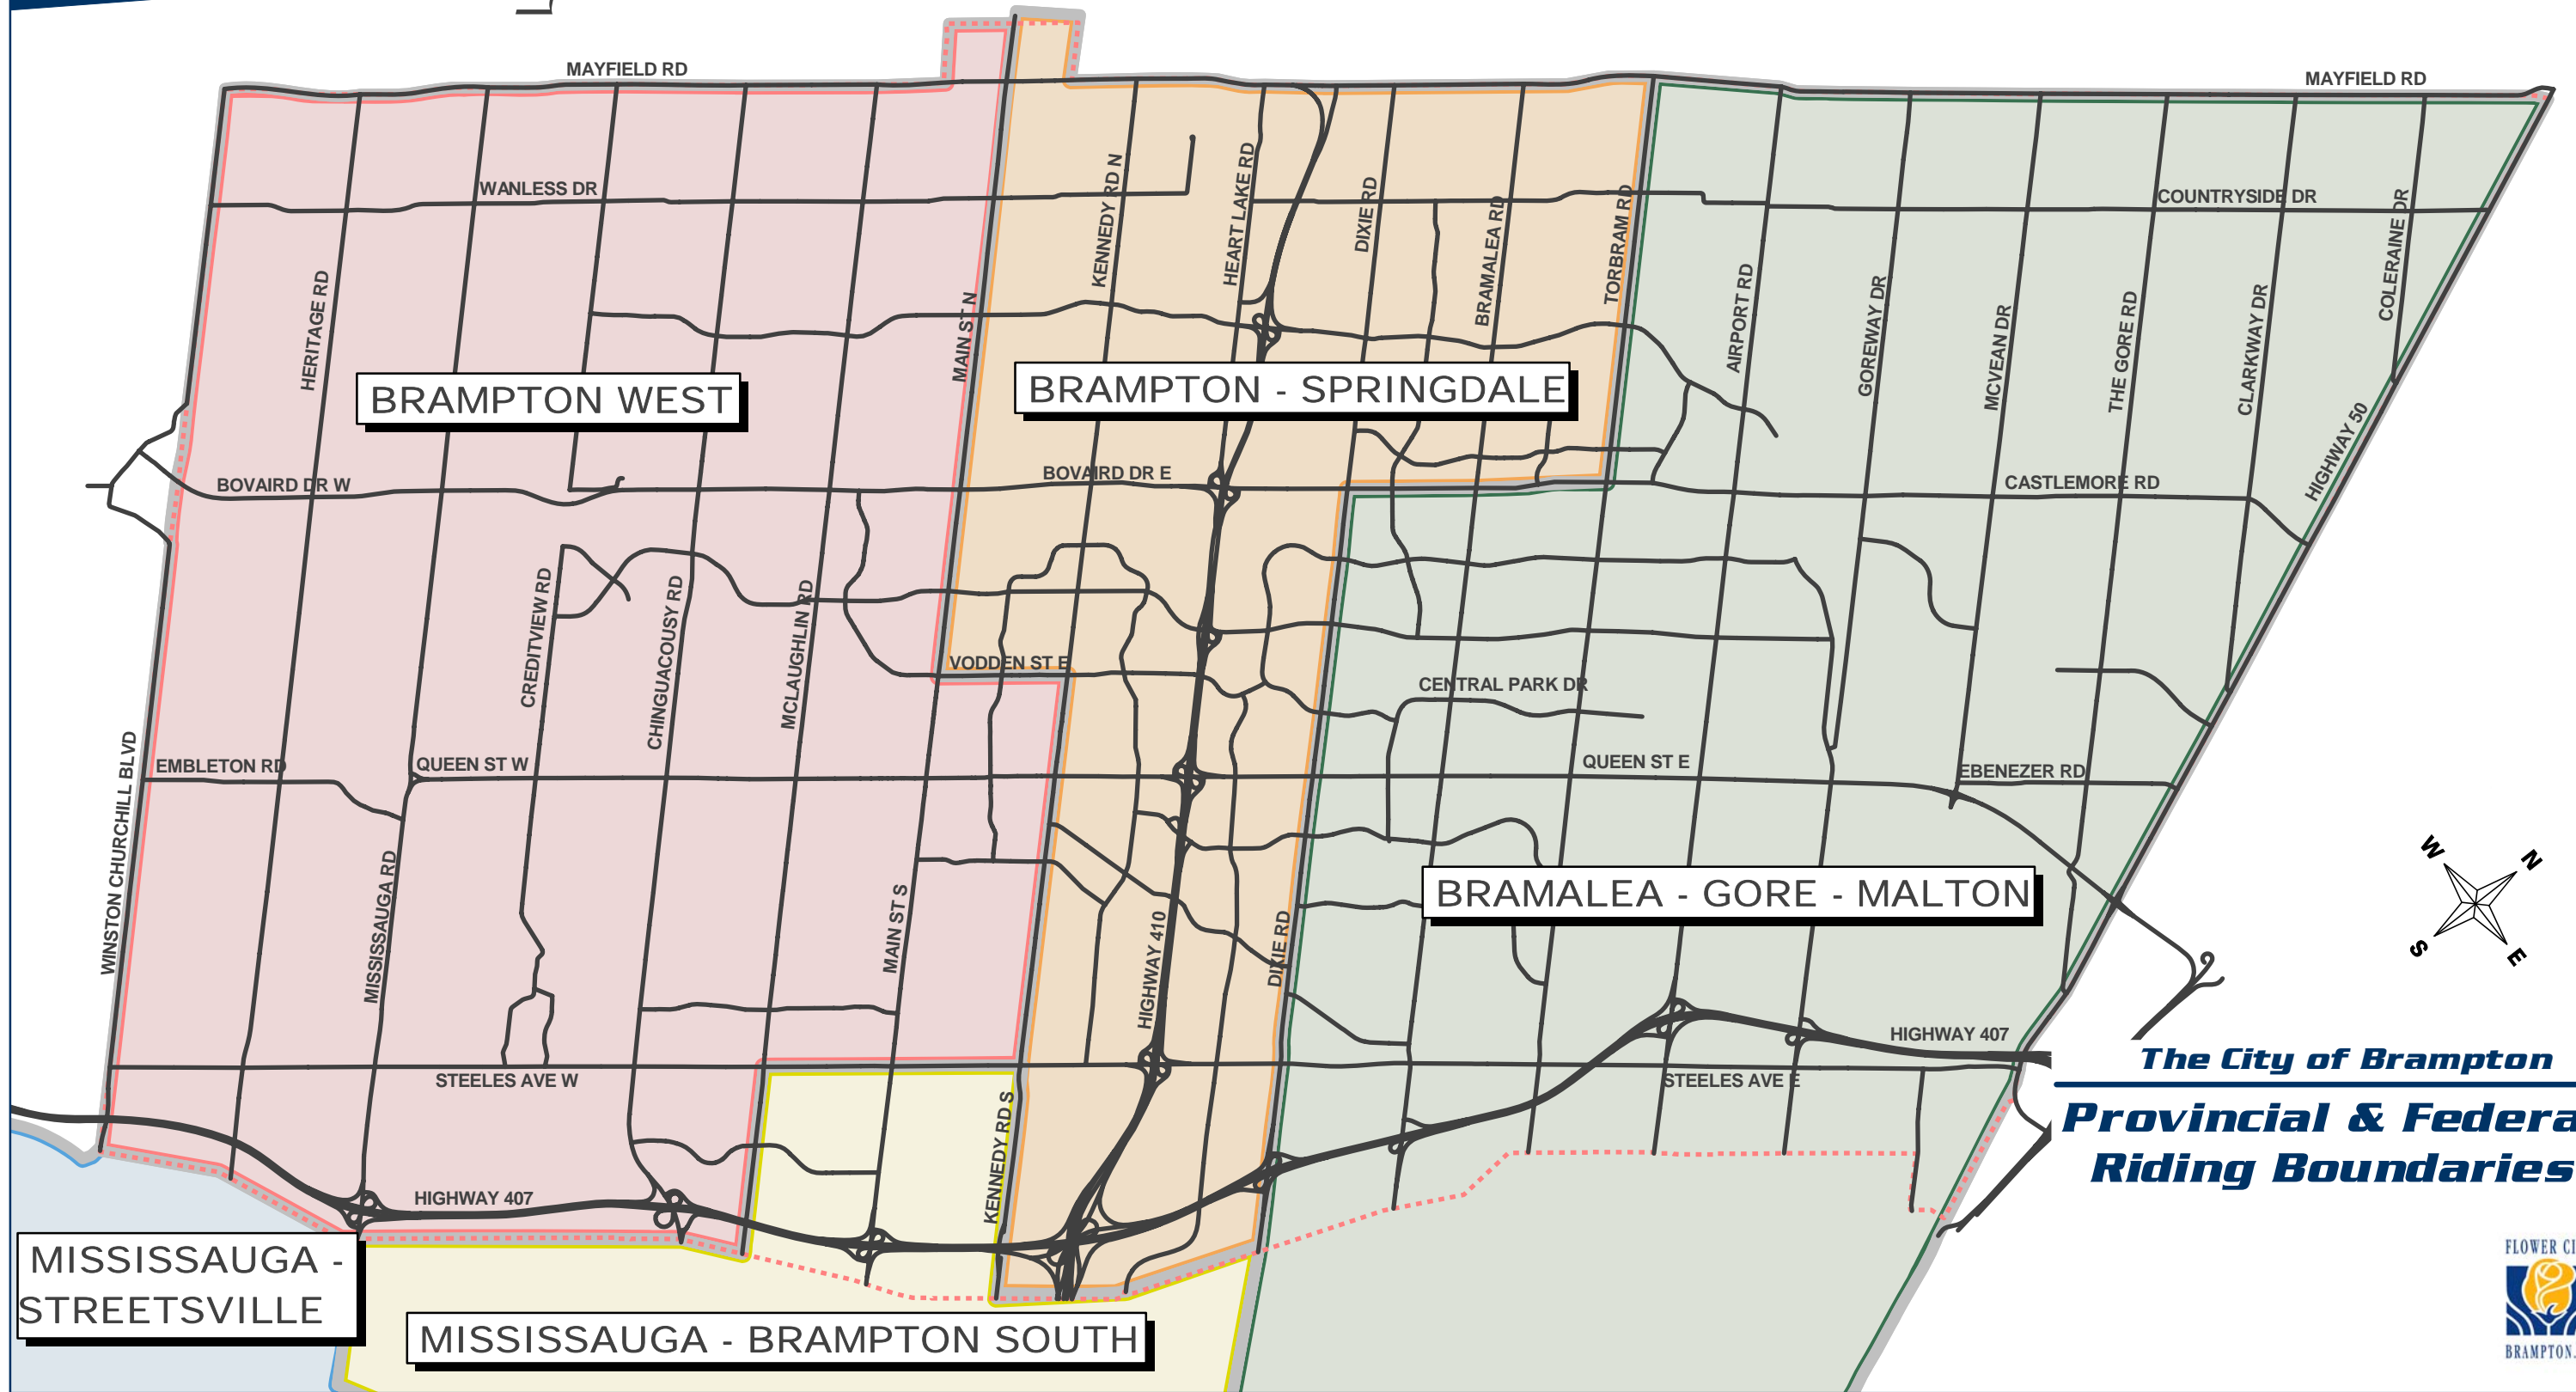 MAYFIELD RD
MAYFIELD RD
WANLESS DR
COUNTRYSIDE DR
HERITAGE RD
MAIN ST N
KENNEDY RD N
HEART LAKE RD
DIXIE RD
BRAMALEA RD
TORBRAM RD
AIRPORT RD
GOREWAY DR
MCVEAN DR
THE GORE RD
CLARKWAY DR
COLERAINE DR
HIGHWAY 50
BRAMPTON WEST
BRAMPTON - SPRINGDALE
BOVAIRD DR W
BOVAIRD DR E
CASTLEMORE RD
CREDITVIEW RD
CHINGUACOUSY RD
MCLAUGHLIN RD
VODDEN ST E
CENTRAL PARK DR
WINSTON CHURCHILL BLVD
EMBLETON RD
QUEEN ST W
QUEEN ST E
EBENEZER RD
MISSISSAUGA RD
MAIN ST S
HIGHWAY 410
DIXIE RD
BRAMALEA - GORE - MALTON
W
N
S
E
HIGHWAY 407
STEELES AVE W
STEELES AVE E
KENNEDY RD S
HIGHWAY 407
The City of Brampton
Provincial & Federa
Riding Boundaries
MISSISSAUGA -
STREETSVILLE
MISSISSAUGA - BRAMPTON SOUTH
FLOWER CI
BRAMPTON.